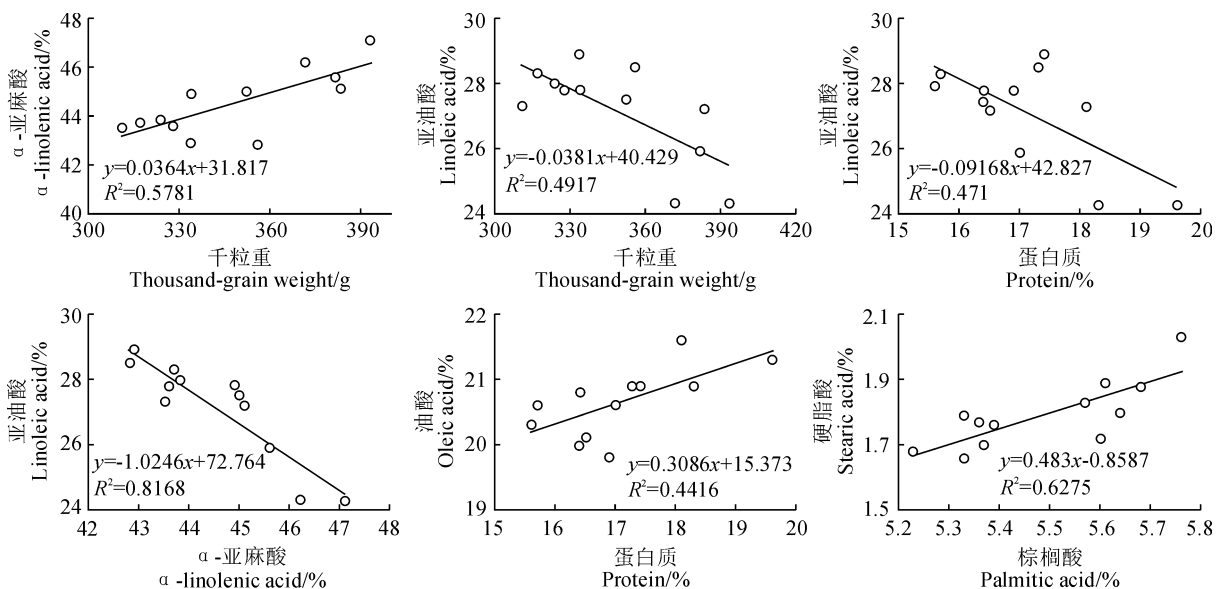 48
46
44
42
40
α-亚麻酸
α-linolenic acid/%
y=0.0364x+31.817
R²=0.5781
300 330 360 390
千粒重
Thousand-grain weight/g
30
28
26
24
亚油酸
Linoleic acid/%
y=-0.0381x+40.429
R²=0.4917
300 330 360 390 420
千粒重
Thousand-grain weight/g
30
28
26
24
亚油酸
Linoleic acid/%
y=-0.09168x+42.827
R²=0.471
15 16 17 18 19 20
蛋白质
Protein/%
30
28
26
24
亚油酸
Linoleic acid/%
y=-1.0246x+72.764
R²=0.8168
42 43 44 45 46 47 48
α-亚麻酸
α-linolenic acid/%
22
21
20
19
油酸
Oleic acid/%
y=0.3086x+15.373
R²=0.4416
15 16 17 18 19 20
蛋白质
Protein/%
2.1
1.9
1.7
1.5
硬脂酸
Stearic acid/%
y=0.483x-0.8587
R²=0.6275
5.2 5.3 5.4 5.5 5.6 5.7 5.8
棕榈酸
Palmitic acid/%